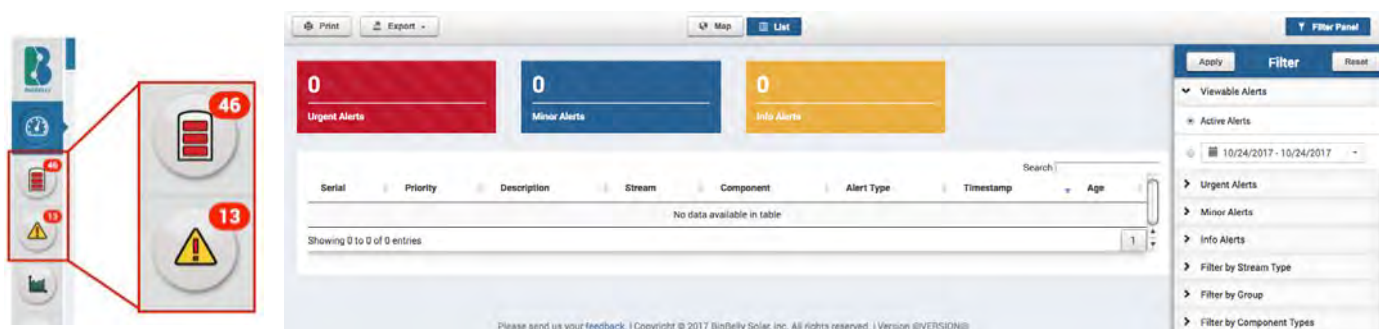 BIGBELLY
46
13
46
13
Print
Export
Map
List
Filter Panel
0
Urgent Alerts
0
Minor Alerts
0
Info Alerts
Search
Serial Priority Description Stream Component Alert Type Timestamp Age
No data available in table
Showing 0 to 0 of 0 entries
1
Please send us your feedback. | Copyright © 2017 BigBelly Solar, Inc. All rights reserved. | Version @VERSION@
Apply Filter Reset
Viewable Alerts
Active Alerts
10/24/2017 - 10/24/2017
Urgent Alerts
Minor Alerts
Info Alerts
Filter by Stream Type
Filter by Group
Filter by Component Types